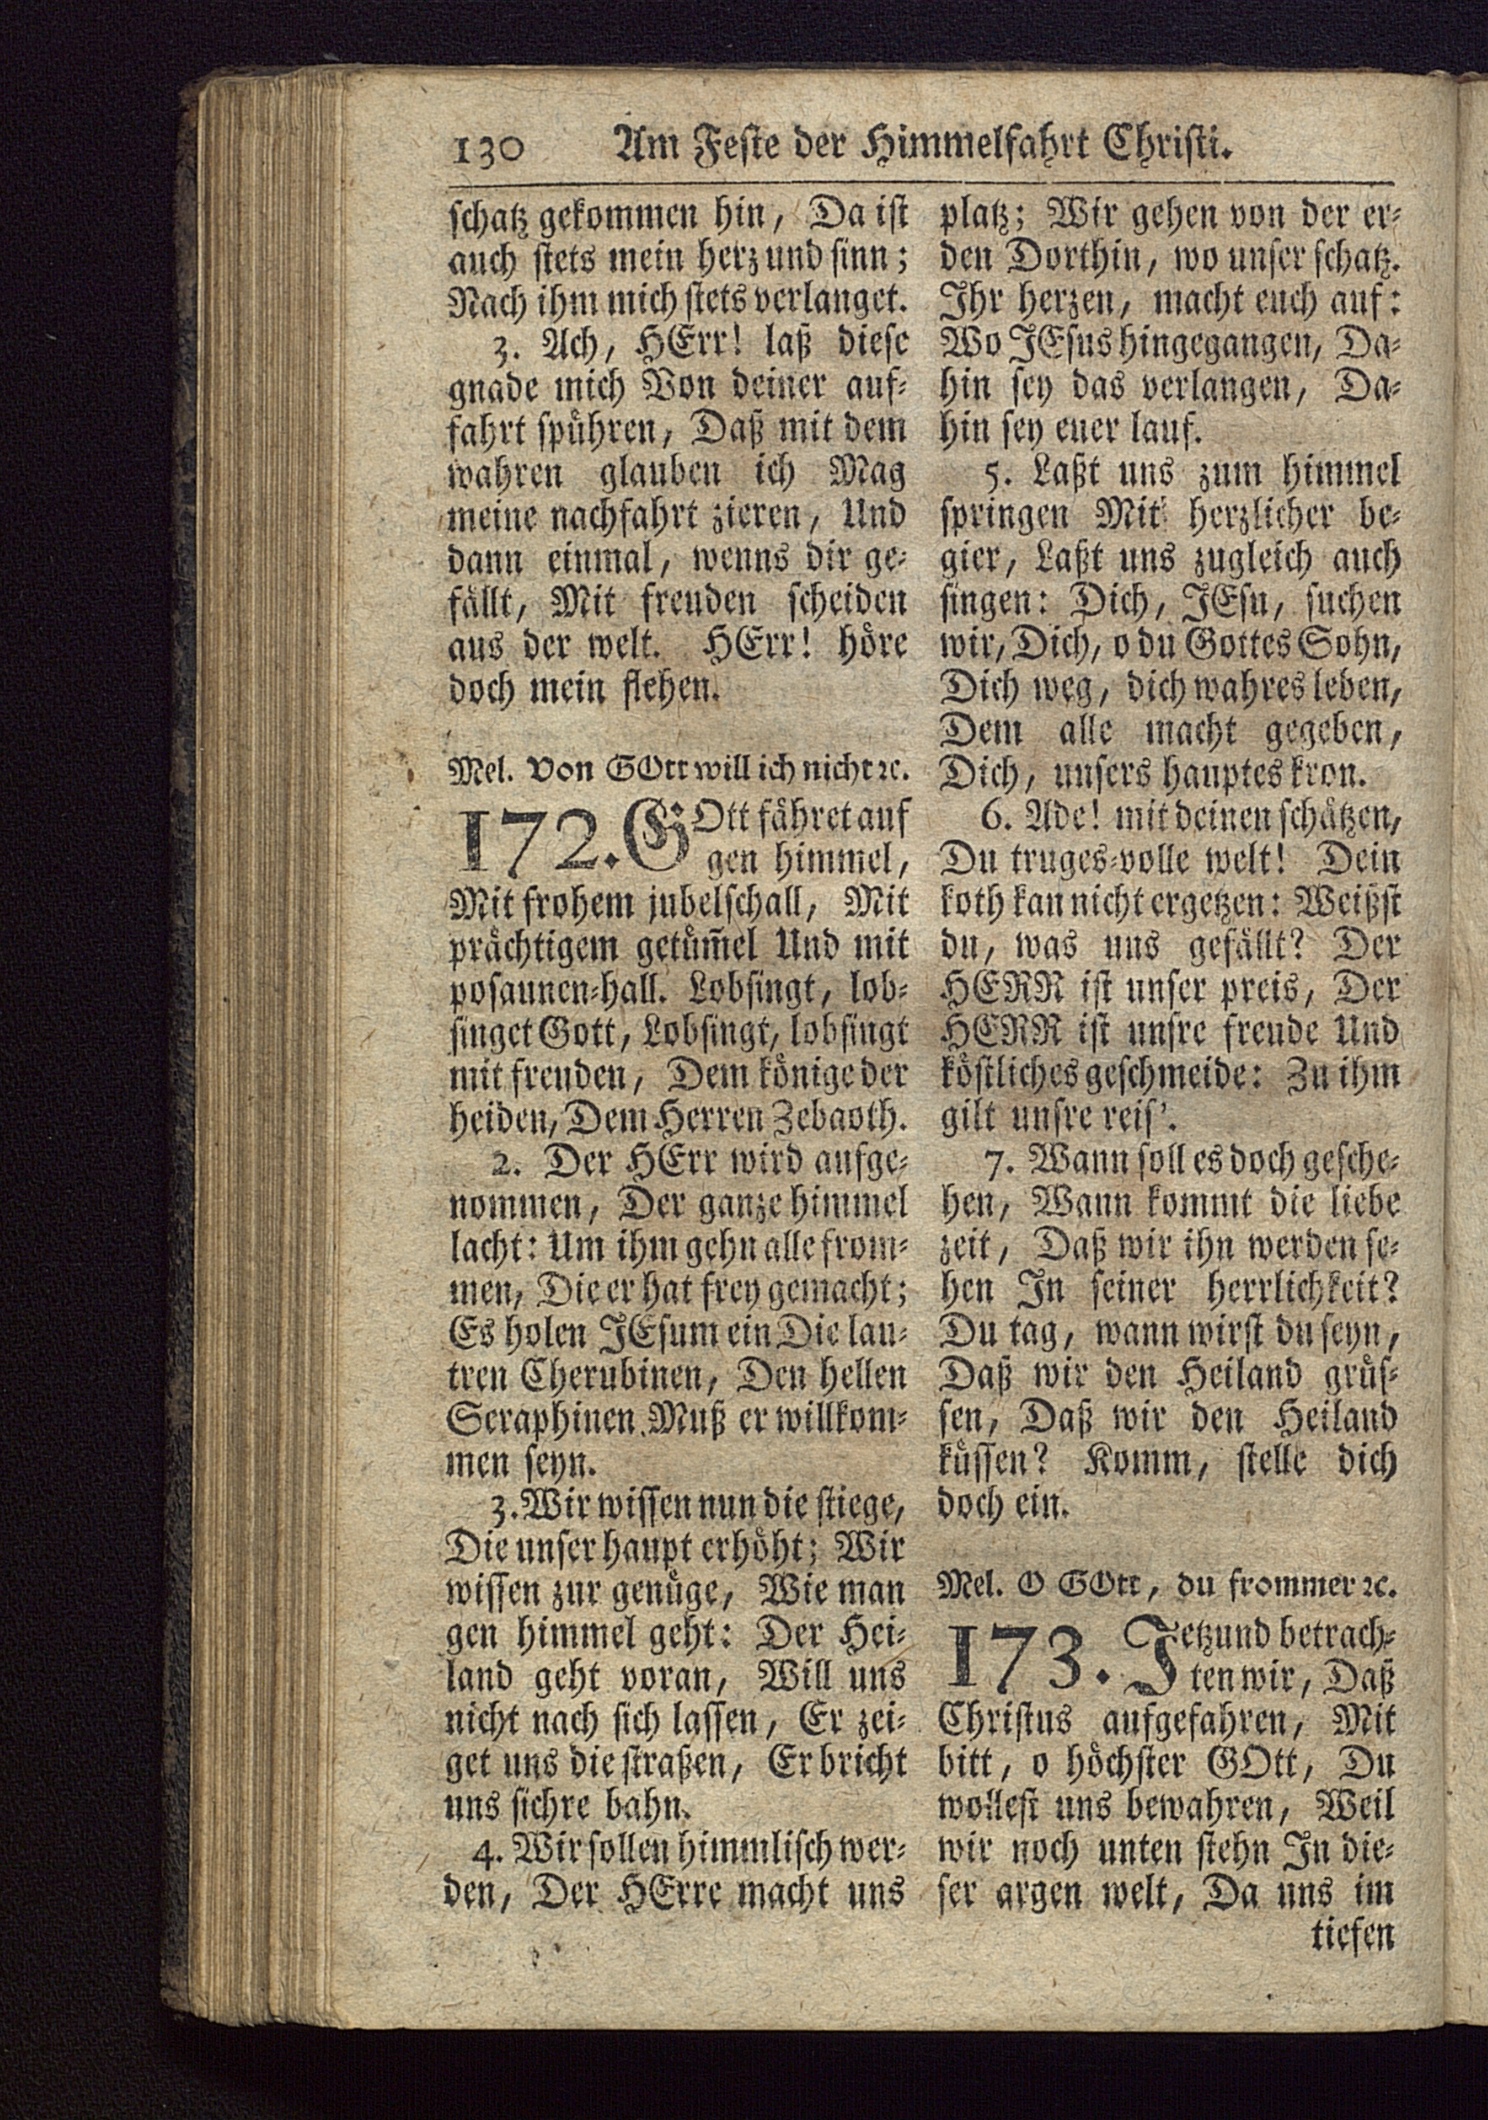 130 Am Feste der Himmelfahrt Christi.
schatz gekommen hin, Da ist
auch stets mein herz und sinn;
Nach ihm mich stets verlanget.
3. Ach, HErr! laß diese
gnade mich Von deiner auf-
fahrt spühren, Daß mit dem
wahren glauben ich Mag
meine nachfahrt zieren, Und
dann einmal, wenns dir ge-
fällt, Mit freuden scheiden
aus der welt. HErr! höre
doch mein flehen.
Mel. Von GOtt will ich nicht ꝛc.
172. GOtt fähret auf
gen himmel,
Mit frohem jubelschall, Mit
prächtigem getüm̃el Und mit
posaunen-hall. Lobsingt, lob-
singet Gott, Lobsingt, lobsingt
mit freuden, Dem könige der
heiden, Dem Herren Zebaoth.
2. Der HErr wird aufge-
nommen, Der ganze himmel
lacht: Um ihm gehn alle from-
men, Die er hat frey gemacht;
Es holen JEsum ein Die lau-
tren Cherubinen, Den hellen
Seraphinen Muß er willkom-
men seyn.
3. Wir wissen nun die stiege,
Die unser haupt erhöht; Wir
wissen zur genüge, Wie man
gen himmel geht: Der Hei-
land geht voran, Will uns
nicht nach sich lassen, Er zei-
get uns die straßen, Er bricht
uns sichre bahn.
4. Wir sollen himmlisch wer-
den, Der HErre macht uns
platz; Wir gehen von der er-
den Dorthin, wo unser schatz.
Ihr herzen, macht euch auf:
Wo JEsus hingegangen, Da-
hin sey das verlangen, Da-
hin sey euer lauf.
5. Laßt uns zum himmel
springen Mit herzlicher be-
gier, Laßt uns zugleich auch
singen: Dich, JEsu, suchen
wir, Dich, o du Gottes Sohn,
Dich weg, dich wahres leben,
Dem alle macht gegeben,
Dich, unsers hauptes kron.
6. Ade! mit deinen schätzen,
Du truges-volle welt! Dein
koth kan nicht ergetzen: Weißst
du, was uns gefällt? Der
HERR ist unser preis, Der
HERR ist unsre freude Und
köstliches geschmeide: Zu ihm
gilt unsre reis'.
7. Wann soll es doch gesche-
hen, Wann kommt die liebe
zeit, Daß wir ihn werden se-
hen In seiner herrlichkeit?
Du tag, wann wirst du seyn,
Daß wir den Heiland grüs-
sen, Daß wir den Heiland
küssen? Komm, stelle dich
doch ein.
Mel. O GOtt, du frommer ꝛc.
173. Jetzund betrach-
ten wir, Daß
Christus aufgefahren, Mit
bitt, o höchster GOtt, Du
wollest uns bewahren, Weil
wir noch unten stehn In die-
ser argen welt, Da uns im
tiefen